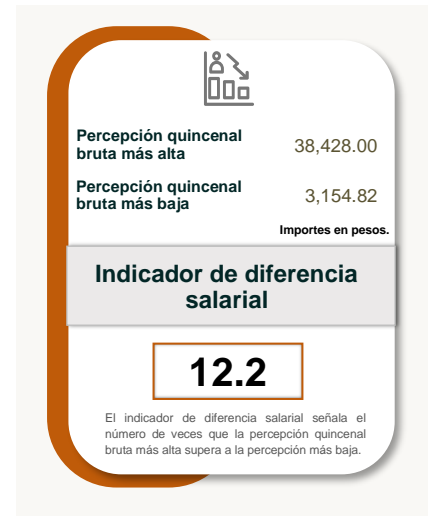 Percepción quincenal
bruta más alta
38,428.00
Percepción quincenal
bruta más baja
3,154.82
Importes en pesos.
Indicador de diferencia
salarial
12.2
El indicador de diferencia salarial señala el
número de veces que la percepción quincenal
bruta más alta supera a la percepción más baja.